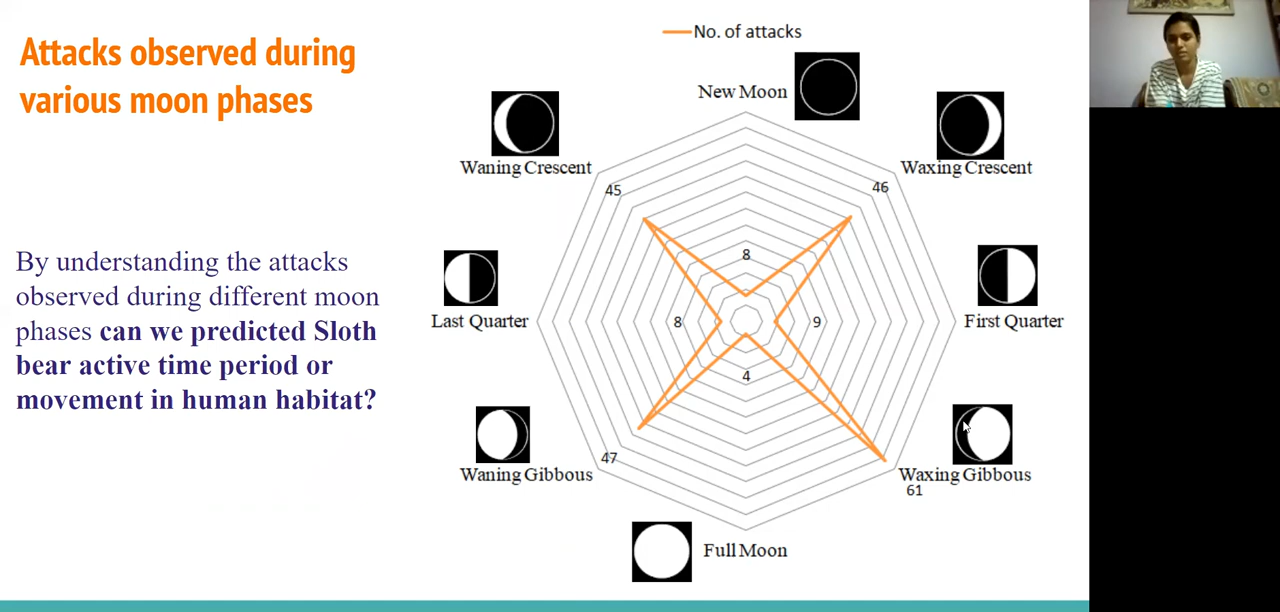 Attacks observed during
various moon phases
No. of attacks
New Moon
Waning Crescent
Waxing Crescent
45
46
8
By understanding the attacks
observed during different moon
phases can we predicted Sloth
bear active time period or
movement in human habitat?
Last Quarter
8
9
First Quarter
4
Waning Gibbous
47
Waxing Gibbous
61
Full Moon